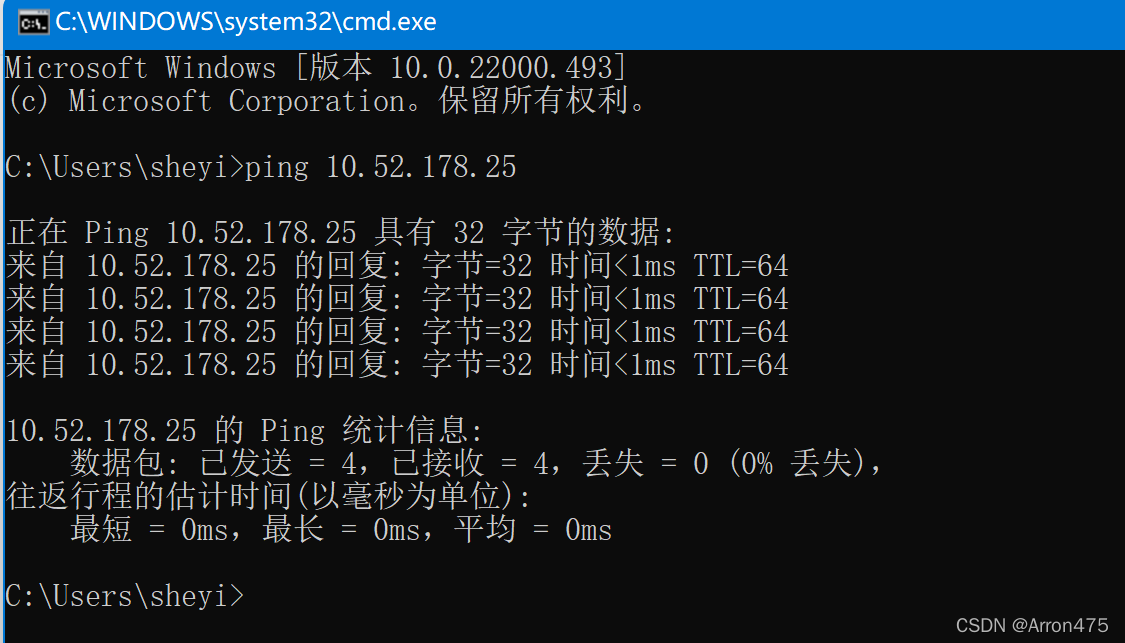 C:\WINDOWS\system32\cmd.exe
Microsoft Windows [版本 10.0.22000.493]
(c) Microsoft Corporation。保留所有权利。
C:\Users\sheyi>ping 10.52.178.25
正在 Ping 10.52.178.25 具有 32 字节的数据:
来自 10.52.178.25 的回复: 字节=32 时间<1ms TTL=64
来自 10.52.178.25 的回复: 字节=32 时间<1ms TTL=64
来自 10.52.178.25 的回复: 字节=32 时间<1ms TTL=64
来自 10.52.178.25 的回复: 字节=32 时间<1ms TTL=64
10.52.178.25 的 Ping 统计信息:
数据包: 已发送 = 4，已接收 = 4，丢失 = 0 (0% 丢失)，
往返行程的估计时间(以毫秒为单位):
最短 = 0ms，最长 = 0ms，平均 = 0ms
C:\Users\sheyi>
CSDN @Arron475